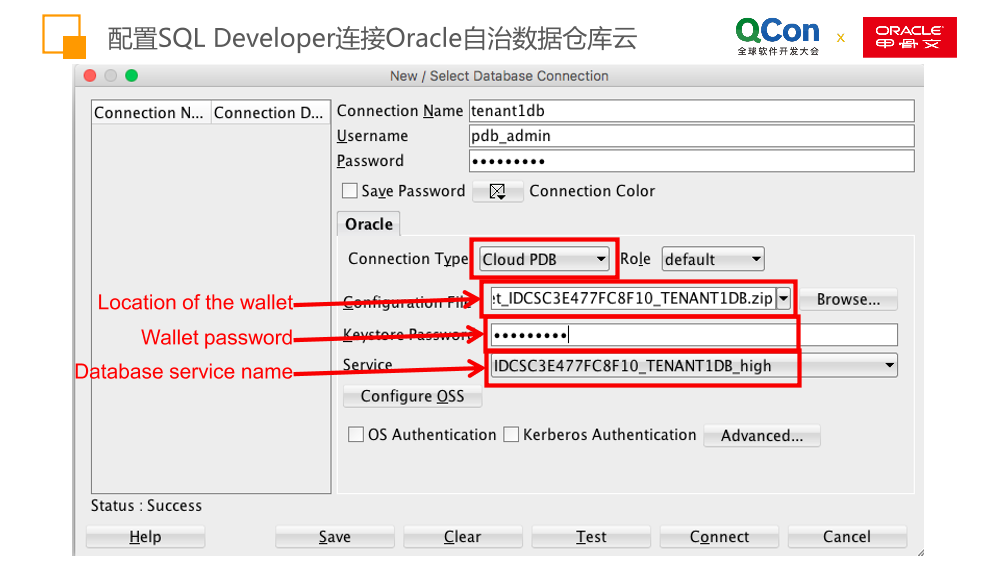 配置SQL Developer连接Oracle自治数据仓库云
QCon
全球软件开发大会
x
ORACLE
甲骨文
New / Select Database Connection
Connection N... Connection D...
Connection Name tenant1db
Username pdb_admin
Password •••••••••
Save Password Connection Color
Oracle
Connection Type Cloud PDB Role default
Location of the wallet Configuration File et_IDCSC3E477FC8F10_TENANT1DB.zip Browse...
Wallet password Keystore Password •••••••••
Database service name Service IDCSC3E477FC8F10_TENANT1DB_high
Configure OSS
OS Authentication Kerberos Authentication Advanced...
Status : Success
Help Save Clear Test Connect Cancel